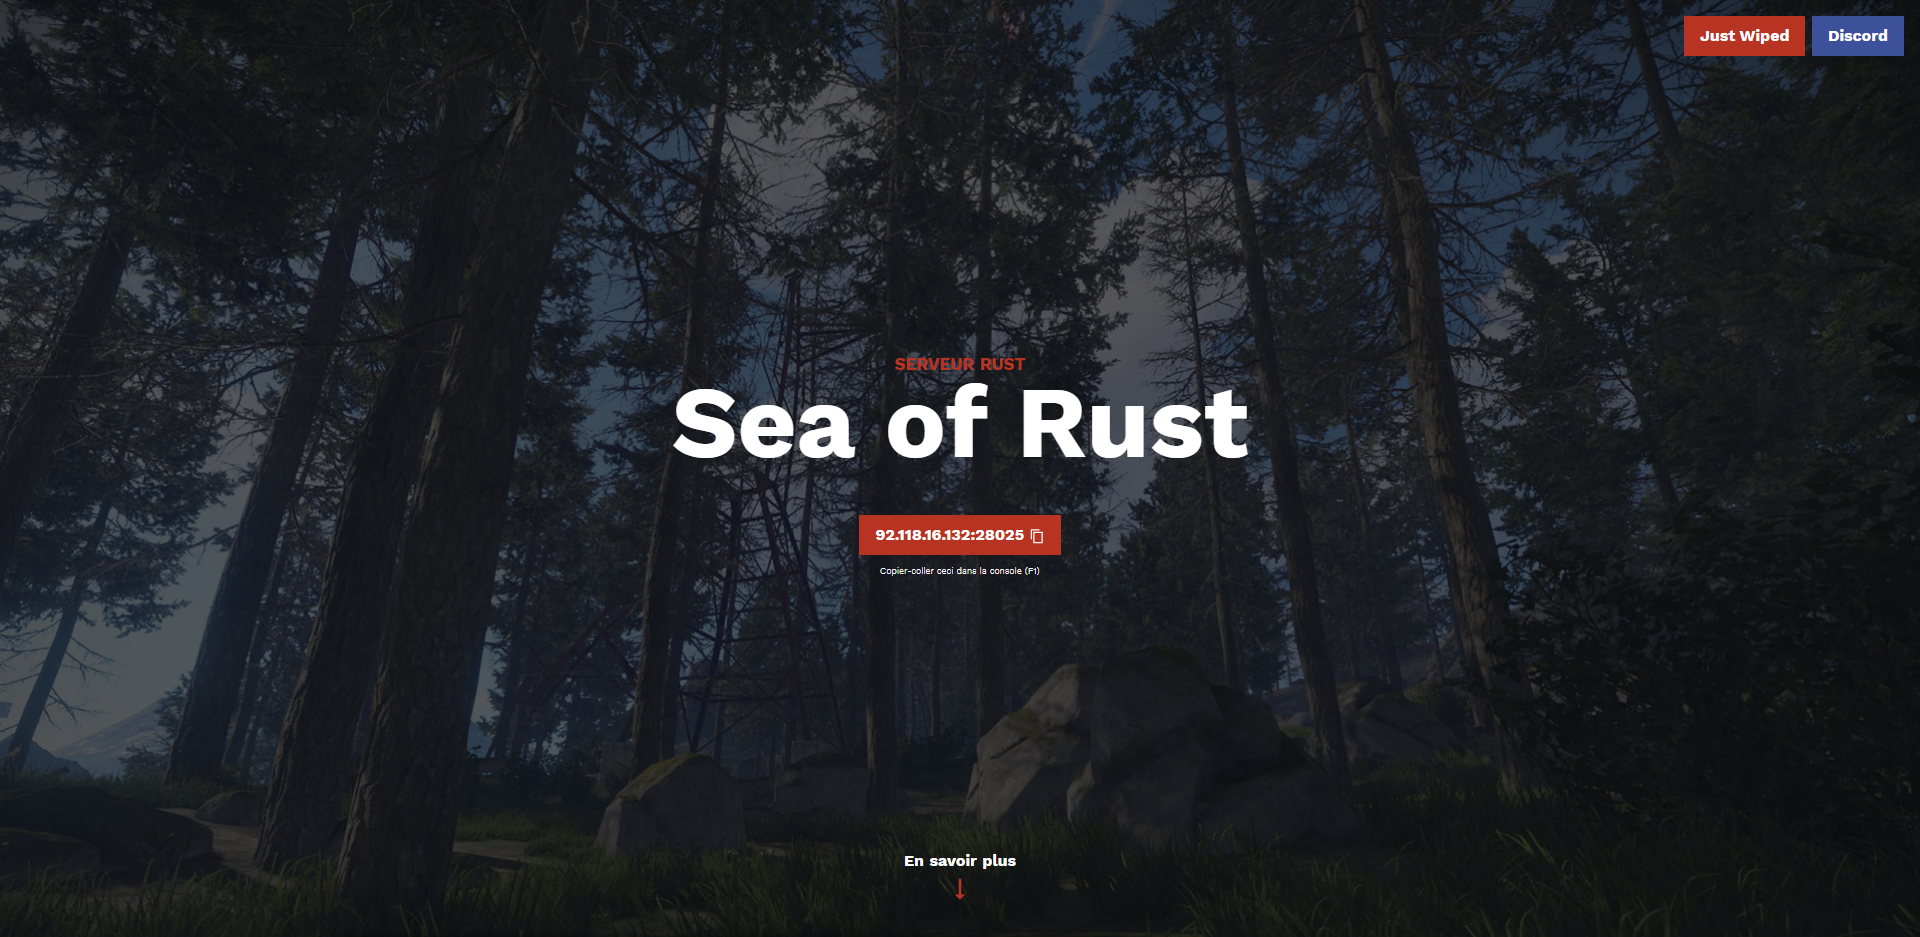 Just Wiped
Discord
SERVEUR RUST
Sea of Rust
92.118.16.132:28025
Copier-coller ceci dans la console (F1)
En savoir plus